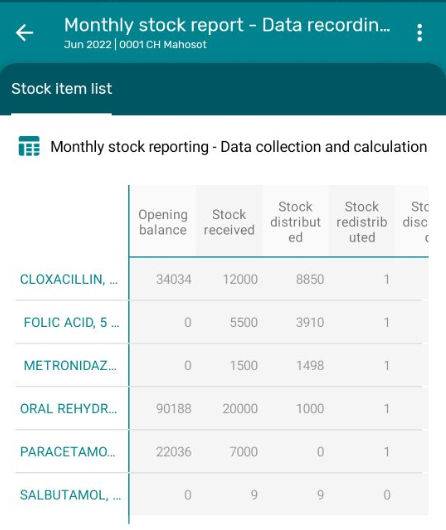 Monthly stock report - Data recordin...
Jun 2022 | 0001 CH Mahosot
Stock item list
Monthly stock reporting - Data collection and calculation
Opening balance Stock received Stock distributed Stock redistributed
CLOXACILLIN, ... 34034 12000 8850 1
FOLIC ACID, 5 ... 0 5500 3910 1
METRONIDAZ... 0 1500 1498 1
ORAL REHYDR... 90188 20000 1000 1
PARACETAMO... 22036 7000 0 1
SALBUTAMOL, ... 0 9 9 0